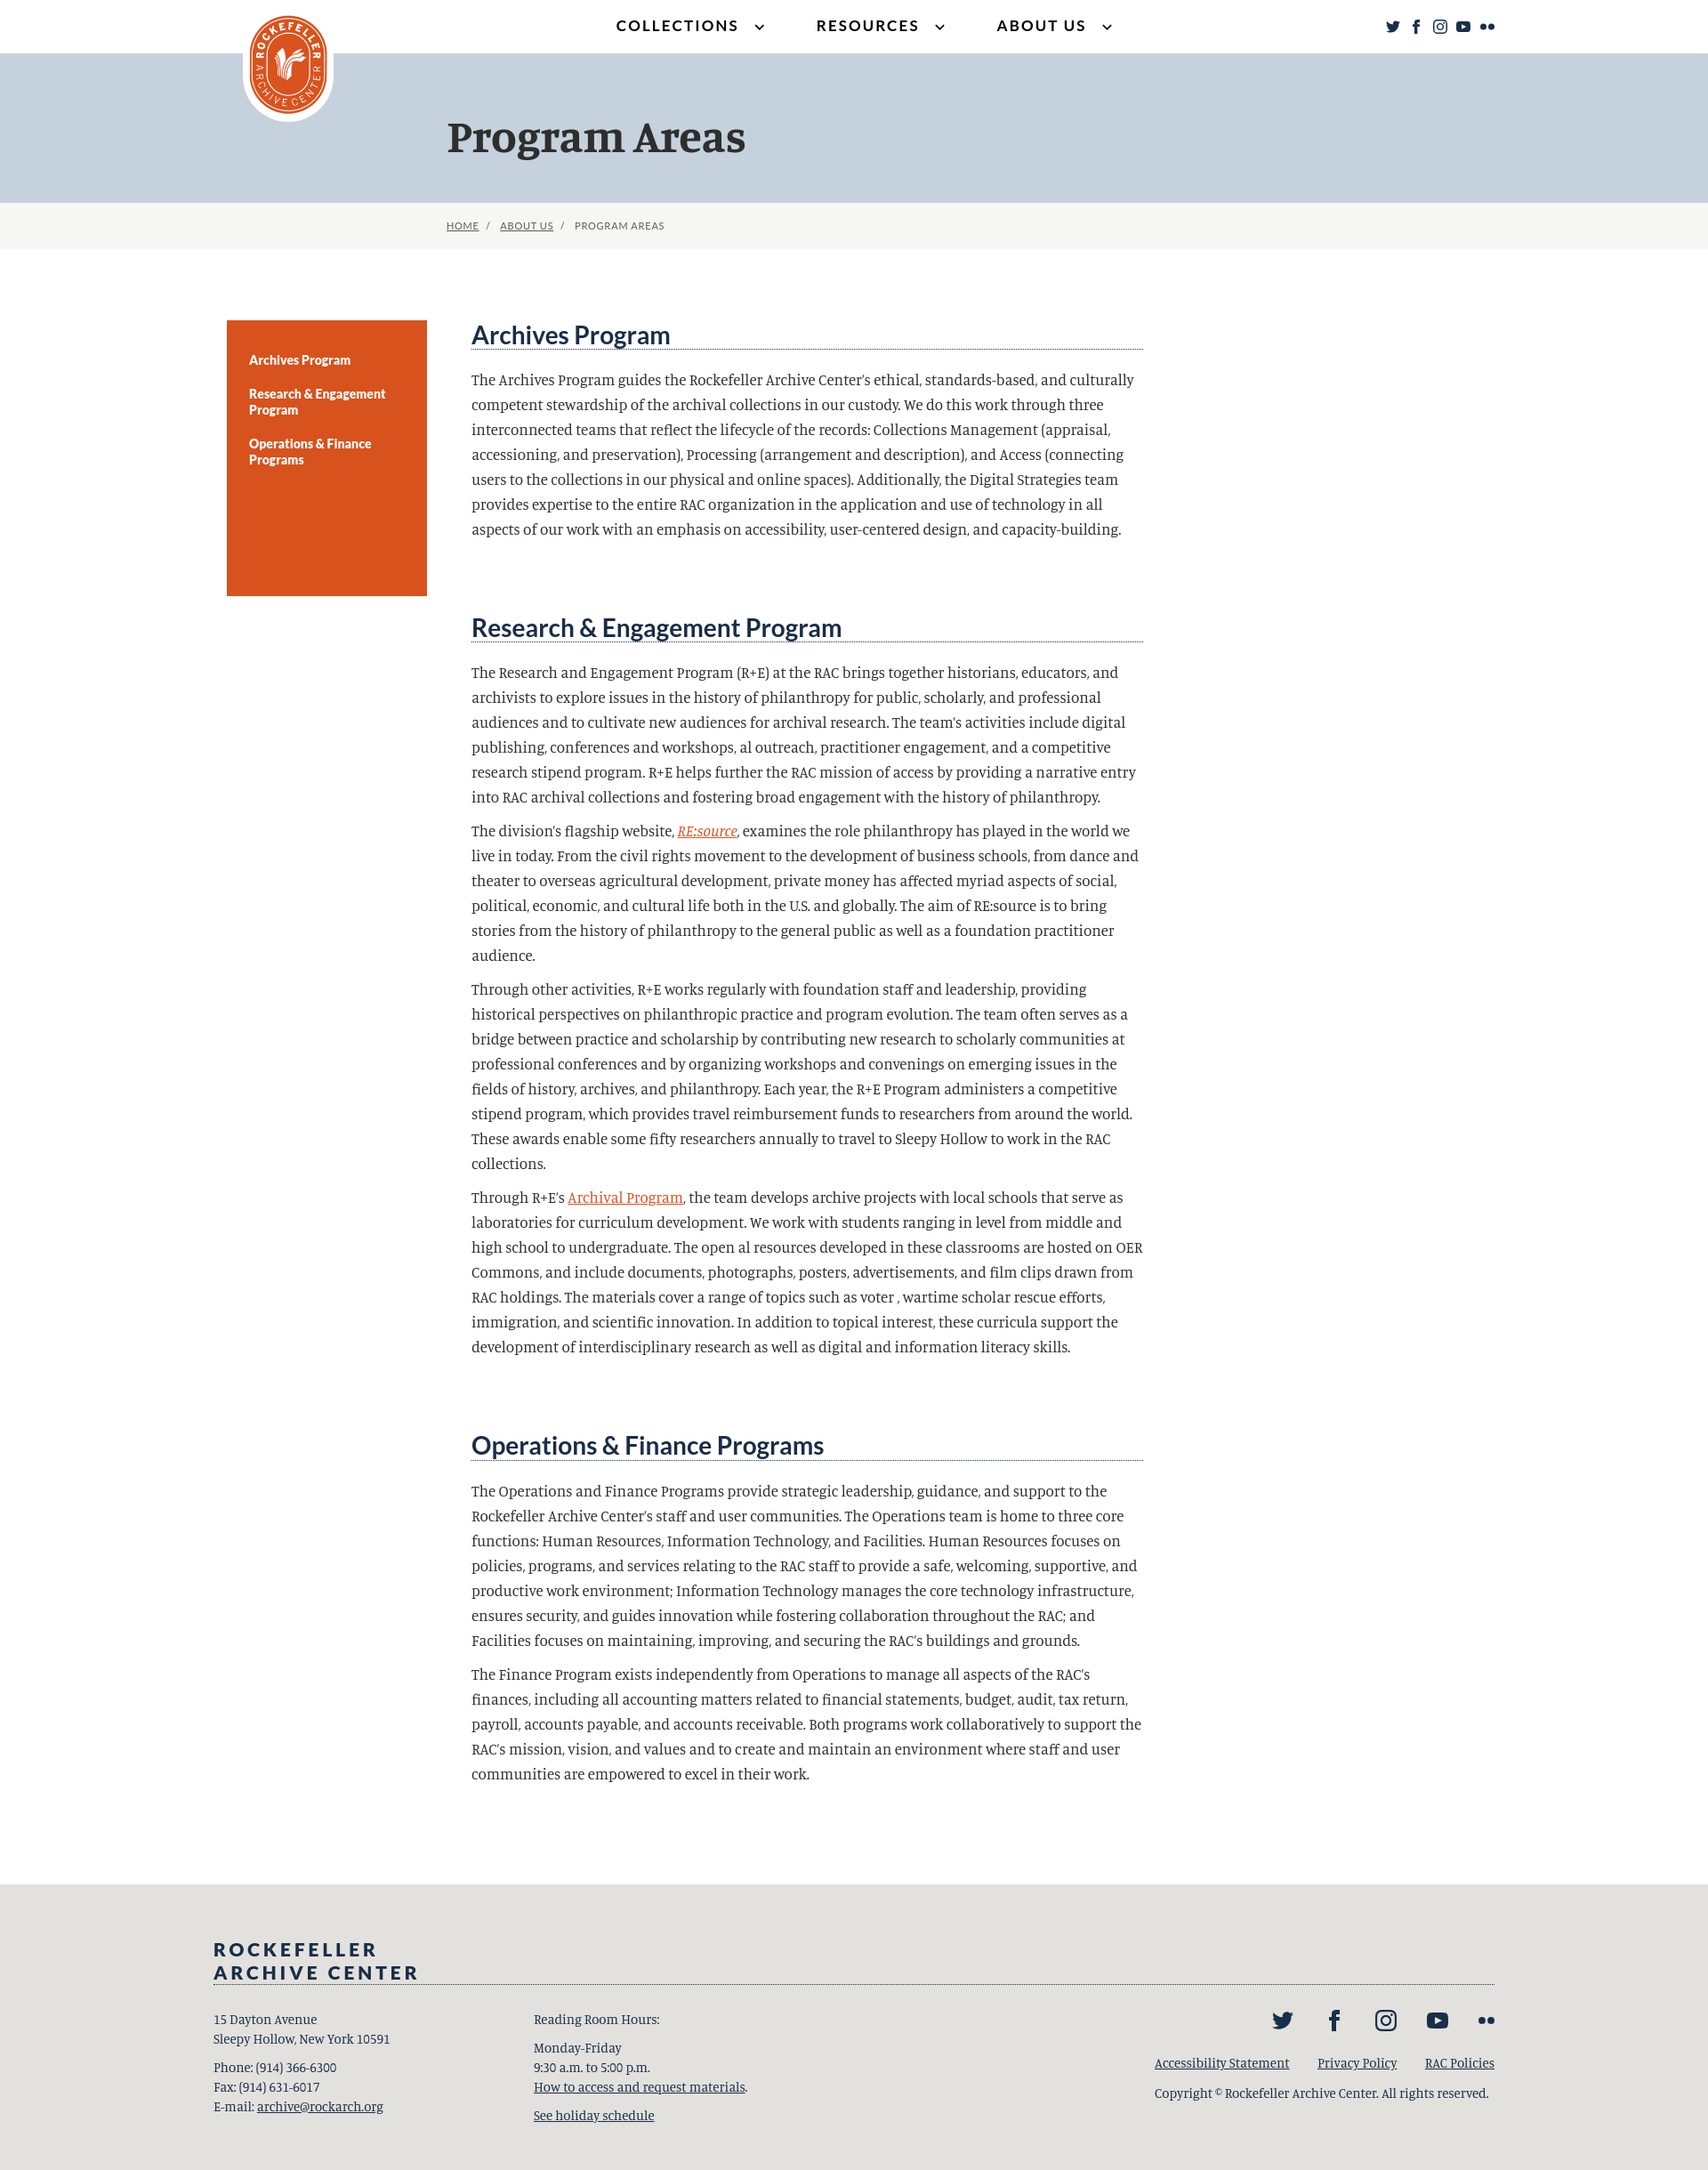 ROCKEFELLER
ARCHIVE CENTER
COLLECTIONS
RESOURCES
ABOUT US
Program Areas
HOME / ABOUT US / PROGRAM AREAS
Archives Program
Research & Engagement
Program
Operations & Finance
Programs
Archives Program
The Archives Program guides the Rockefeller Archive Center’s ethical, standards-based, and culturally
competent stewardship of the archival collections in our custody. We do this work through three
interconnected teams that reflect the lifecycle of the records: Collections Management (appraisal,
accessioning, and preservation), Processing (arrangement and description), and Access (connecting
users to the collections in our physical and online spaces). Additionally, the Digital Strategies team
provides expertise to the entire RAC organization in the application and use of technology in all
aspects of our work with an emphasis on accessibility, user-centered design, and capacity-building.
Research & Engagement Program
The Research and Engagement Program (R+E) at the RAC brings together historians, educators, and
archivists to explore issues in the history of philanthropy for public, scholarly, and professional
audiences and to cultivate new audiences for archival research. The team’s activities include digital
publishing, conferences and workshops, al outreach, practitioner engagement, and a competitive
research stipend program. R+E helps further the RAC mission of access by providing a narrative entry
into RAC archival collections and fostering broad engagement with the history of philanthropy.
The division’s flagship website, RE:source, examines the role philanthropy has played in the world we
live in today. From the civil rights movement to the development of business schools, from dance and
theater to overseas agricultural development, private money has affected myriad aspects of social,
political, economic, and cultural life both in the U.S. and globally. The aim of RE:source is to bring
stories from the history of philanthropy to the general public as well as a foundation practitioner
audience.
Through other activities, R+E works regularly with foundation staff and leadership, providing
historical perspectives on philanthropic practice and program evolution. The team often serves as a
bridge between practice and scholarship by contributing new research to scholarly communities at
professional conferences and by organizing workshops and convenings on emerging issues in the
fields of history, archives, and philanthropy. Each year, the R+E Program administers a competitive
stipend program, which provides travel reimbursement funds to researchers from around the world.
These awards enable some fifty researchers annually to travel to Sleepy Hollow to work in the RAC
collections.
Through R+E’s Archival Program, the team develops archive projects with local schools that serve as
laboratories for curriculum development. We work with students ranging in level from middle and
high school to undergraduate. The open al resources developed in these classrooms are hosted on OER
Commons, and include documents, photographs, posters, advertisements, and film clips drawn from
RAC holdings. The materials cover a range of topics such as voter , wartime scholar rescue efforts,
immigration, and scientific innovation. In addition to topical interest, these curricula support the
development of interdisciplinary research as well as digital and information literacy skills.
Operations & Finance Programs
The Operations and Finance Programs provide strategic leadership, guidance, and support to the
Rockefeller Archive Center’s staff and user communities. The Operations team is home to three core
functions: Human Resources, Information Technology, and Facilities. Human Resources focuses on
policies, programs, and services relating to the RAC staff to provide a safe, welcoming, supportive, and
productive work environment; Information Technology manages the core technology infrastructure,
ensures security, and guides innovation while fostering collaboration throughout the RAC; and
Facilities focuses on maintaining, improving, and securing the RAC’s buildings and grounds.
The Finance Program exists independently from Operations to manage all aspects of the RAC’s
finances, including all accounting matters related to financial statements, budget, audit, tax return,
payroll, accounts payable, and accounts receivable. Both programs work collaboratively to support the
RAC’s mission, vision, and values and to create and maintain an environment where staff and user
communities are empowered to excel in their work.
ROCKEFELLER
ARCHIVE CENTER
15 Dayton Avenue
Sleepy Hollow, New York 10591
Phone: (914) 366-6300
Fax: (914) 631-6017
E-mail: archive@rockarch.org
Reading Room Hours:
Monday-Friday
9:30 a.m. to 5:00 p.m.
How to access and request materials.
See holiday schedule
Accessibility Statement
Privacy Policy
RAC Policies
Copyright © Rockefeller Archive Center. All rights reserved.